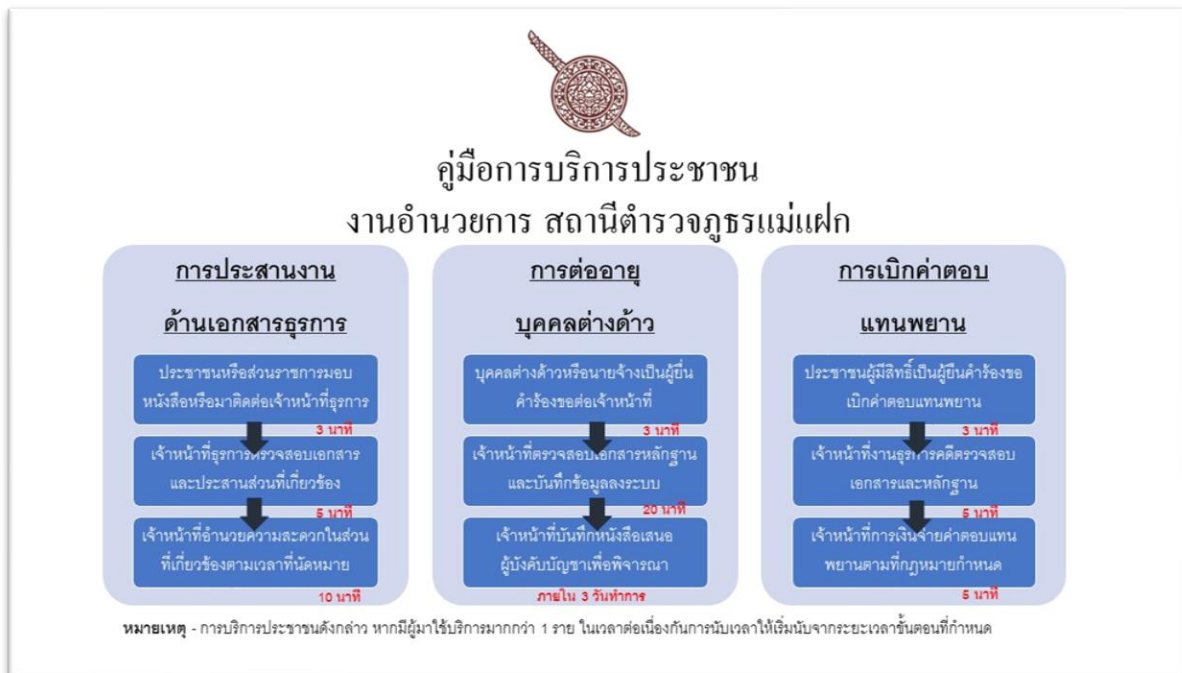 คู่มือการบริการประชาชน
งานอำนวยการ สถานีตำรวจภูธรแม่แฝก
การประสานงาน
ด้านเอกสารธุรการ
ประชาชนหรือส่วนราชการมอบ
หนังสือหรือมาติดต่อเจ้าหน้าที่ธุรการ
3 นาที
เจ้าหน้าที่ธุรการตรวจสอบเอกสาร
และประสานส่วนที่เกี่ยวข้อง
5 นาที
เจ้าหน้าที่อำนวยความสะดวกในส่วน
ที่เกี่ยวข้องตามเวลาที่นัดหมาย
10 นาที
การต่ออายุ
บุคคลต่างด้าว
บุคคลต่างด้าวหรือนายจ้างเป็นผู้ยื่น
คำร้องขอต่อเจ้าหน้าที่
3 นาที
เจ้าหน้าที่ตรวจสอบเอกสารหลักฐาน
และบันทึกข้อมูลลงระบบ
20 นาที
เจ้าหน้าที่บันทึกหนังสือเสนอ
ผู้บังคับบัญชาเพื่อพิจารณา
ภายใน 3 วันทำการ
การเบิกค่าตอบ
แทนพยาน
ประชาชนผู้มีสิทธิ์เป็นผู้ยื่นคำร้องขอ
เบิกค่าตอบแทนพยาน
3 นาที
เจ้าหน้าที่งานธุรการคดีตรวจสอบ
เอกสารและหลักฐาน
5 นาที
เจ้าหน้าที่การเงินจ่ายค่าตอบแทน
พยานตามที่กฎหมายกำหนด
5 นาที
หมายเหตุ - การบริการประชาชนดังกล่าว หากมีผู้มาใช้บริการมากกว่า 1 ราย ในเวลาต่อเนื่องกันการนับเวลาให้เริ่มนับจากระยะเวลาขั้นตอนที่กำหนด